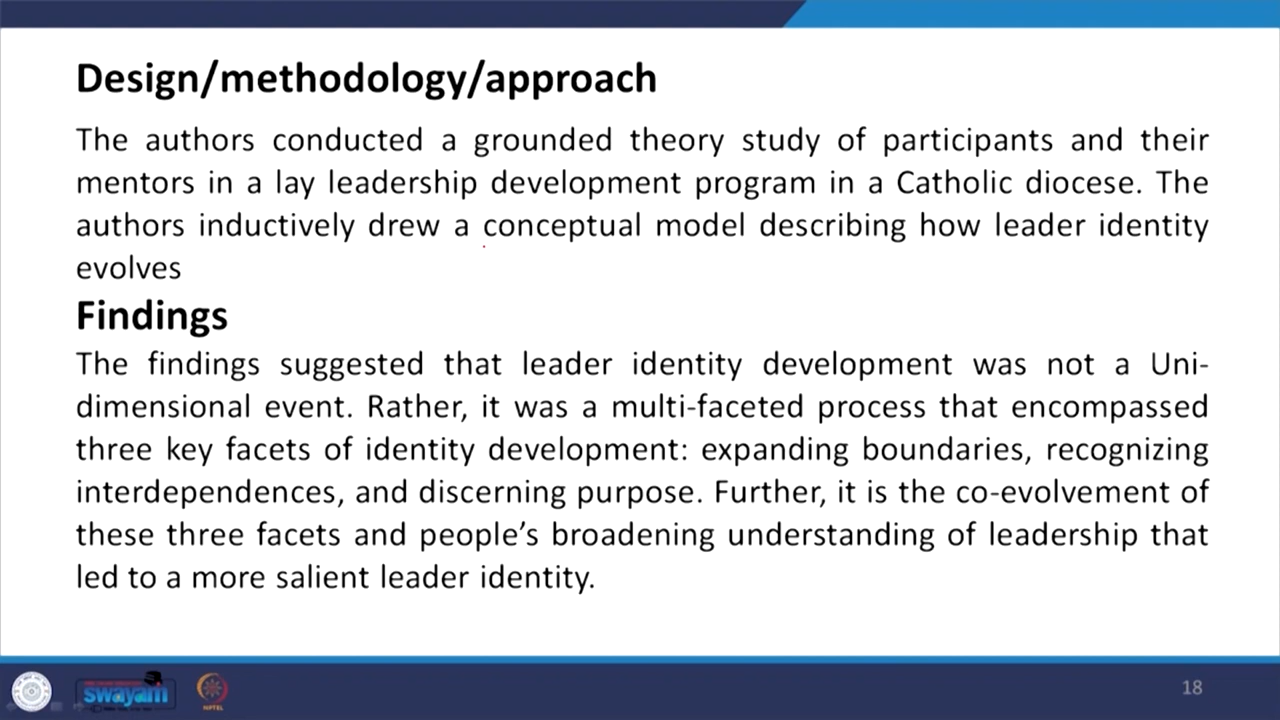 Design/methodology/approach
The authors conducted a grounded theory study of participants and their
mentors in a lay leadership development program in a Catholic diocese. The
authors inductively drew a conceptual model describing how leader identity
evolves
Findings
The findings suggested that leader identity development was not a Uni-
dimensional event. Rather, it was a multi-faceted process that encompassed
three key facets of identity development: expanding boundaries, recognizing
interdependences, and discerning purpose. Further, it is the co-evolvement of
these three facets and people’s broadening understanding of leadership that
led to a more salient leader identity.
swayam
NPTEL
18